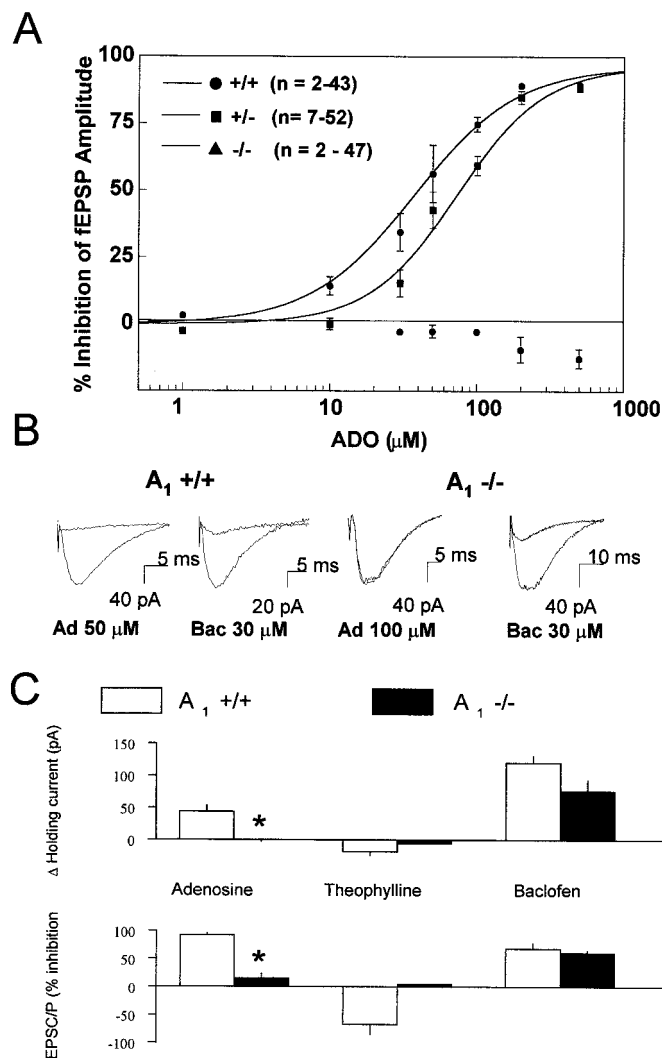 A
% Inhibition of fEPSP Amplitude
100
75
50
25
0
+/+ (n = 2-43)
+/- (n= 7-52)
-/- (n = 2 - 47)
1
10
100
1000
ADO (μM)
B
A1 +/+
A1 -/-
5 ms
5 ms
5 ms
10 ms
40 pA
20 pA
40 pA
40 pA
Ad 50 μM
Bac 30 μM
Ad 100 μM
Bac 30 μM
C
A 1 +/+
A 1 -/-
Δ Holding current (pA)
150
100
50
0
*
Adenosine
Theophylline
Baclofen
EPSC/P (% inhibition
100
50
0
-50
-100
*